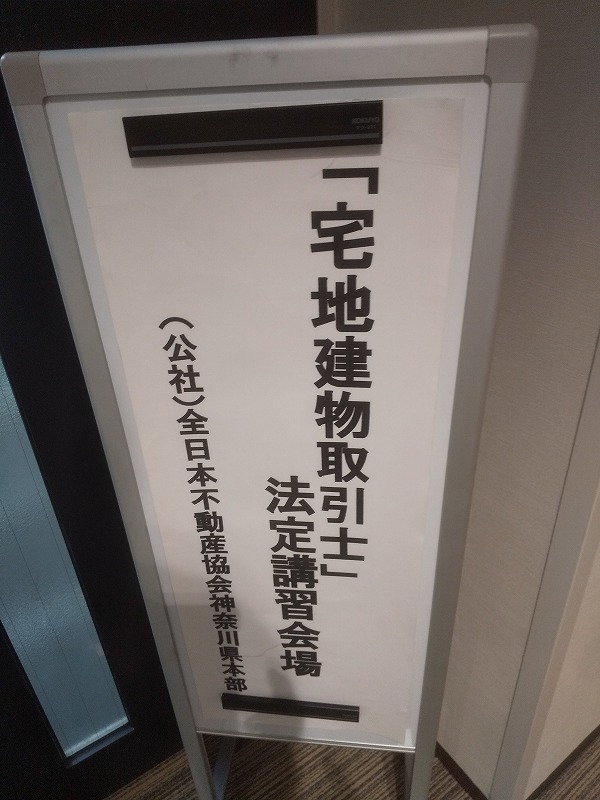 「宅地建物取引士」
法定講習会場
（公社）全日本不動産協会神奈川県本部